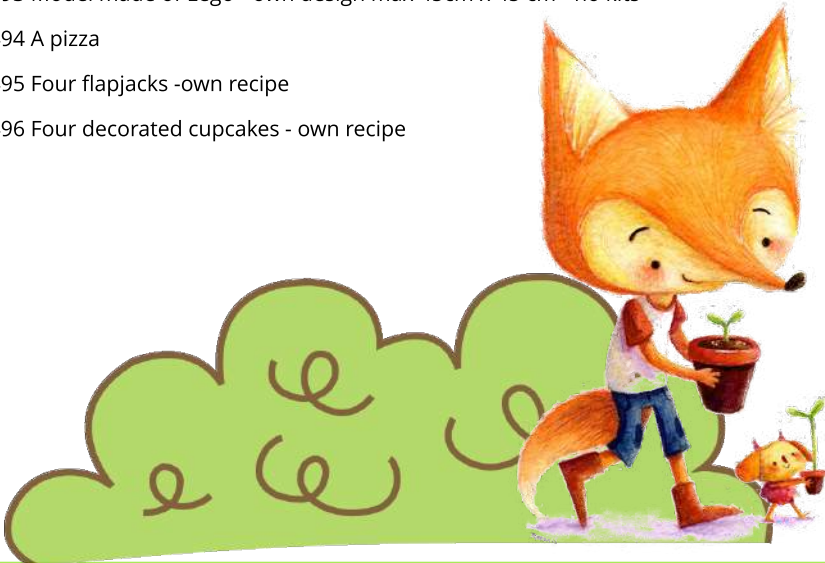 94 A pizza
95 Four flapjacks -own recipe
96 Four decorated cupcakes - own recipe